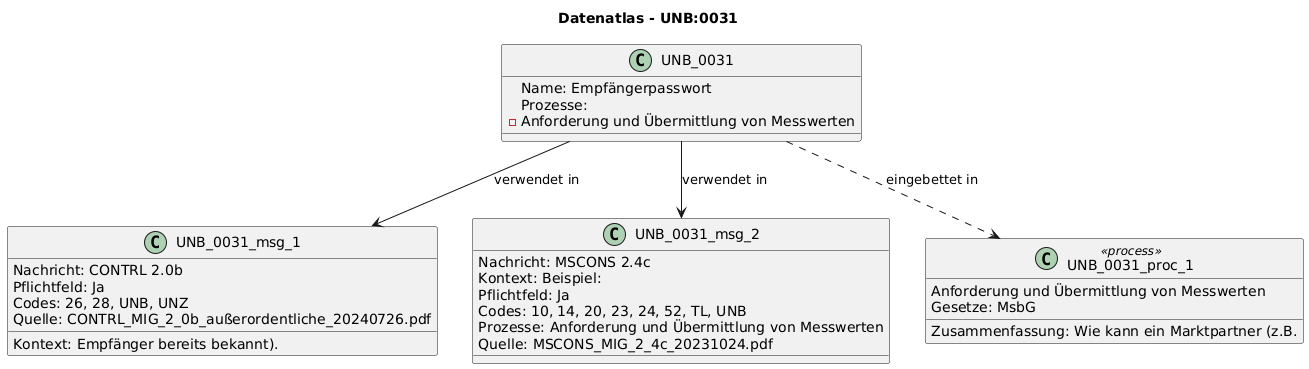 Datenatlas - UNB:0031
C UNB_0031
Name: Empfängerpasswort
Prozesse:
Anforderung und Übermittlung von Messwerten
verwendet in
verwendet in
eingebettet in
C UNB_0031_msg_1
Nachricht: CONTRL 2.0b
Pflichtfeld: Ja
Codes: 26, 28, UNB, UNZ
Quelle: CONTRL_MIG_2_0b_außerordentliche_20240726.pdf
Kontext: Empfänger bereits bekannt).
C UNB_0031_msg_2
Nachricht: MSCONS 2.4c
Kontext: Beispiel:
Pflichtfeld: Ja
Codes: 10, 14, 20, 23, 24, 52, TL, UNB
Prozesse: Anforderung und Übermittlung von Messwerten
Quelle: MSCONS_MIG_2_4c_20231024.pdf
«process»
C UNB_0031_proc_1
Anforderung und Übermittlung von Messwerten
Gesetze: MsbG
Zusammenfassung: Wie kann ein Marktpartner (z.B.